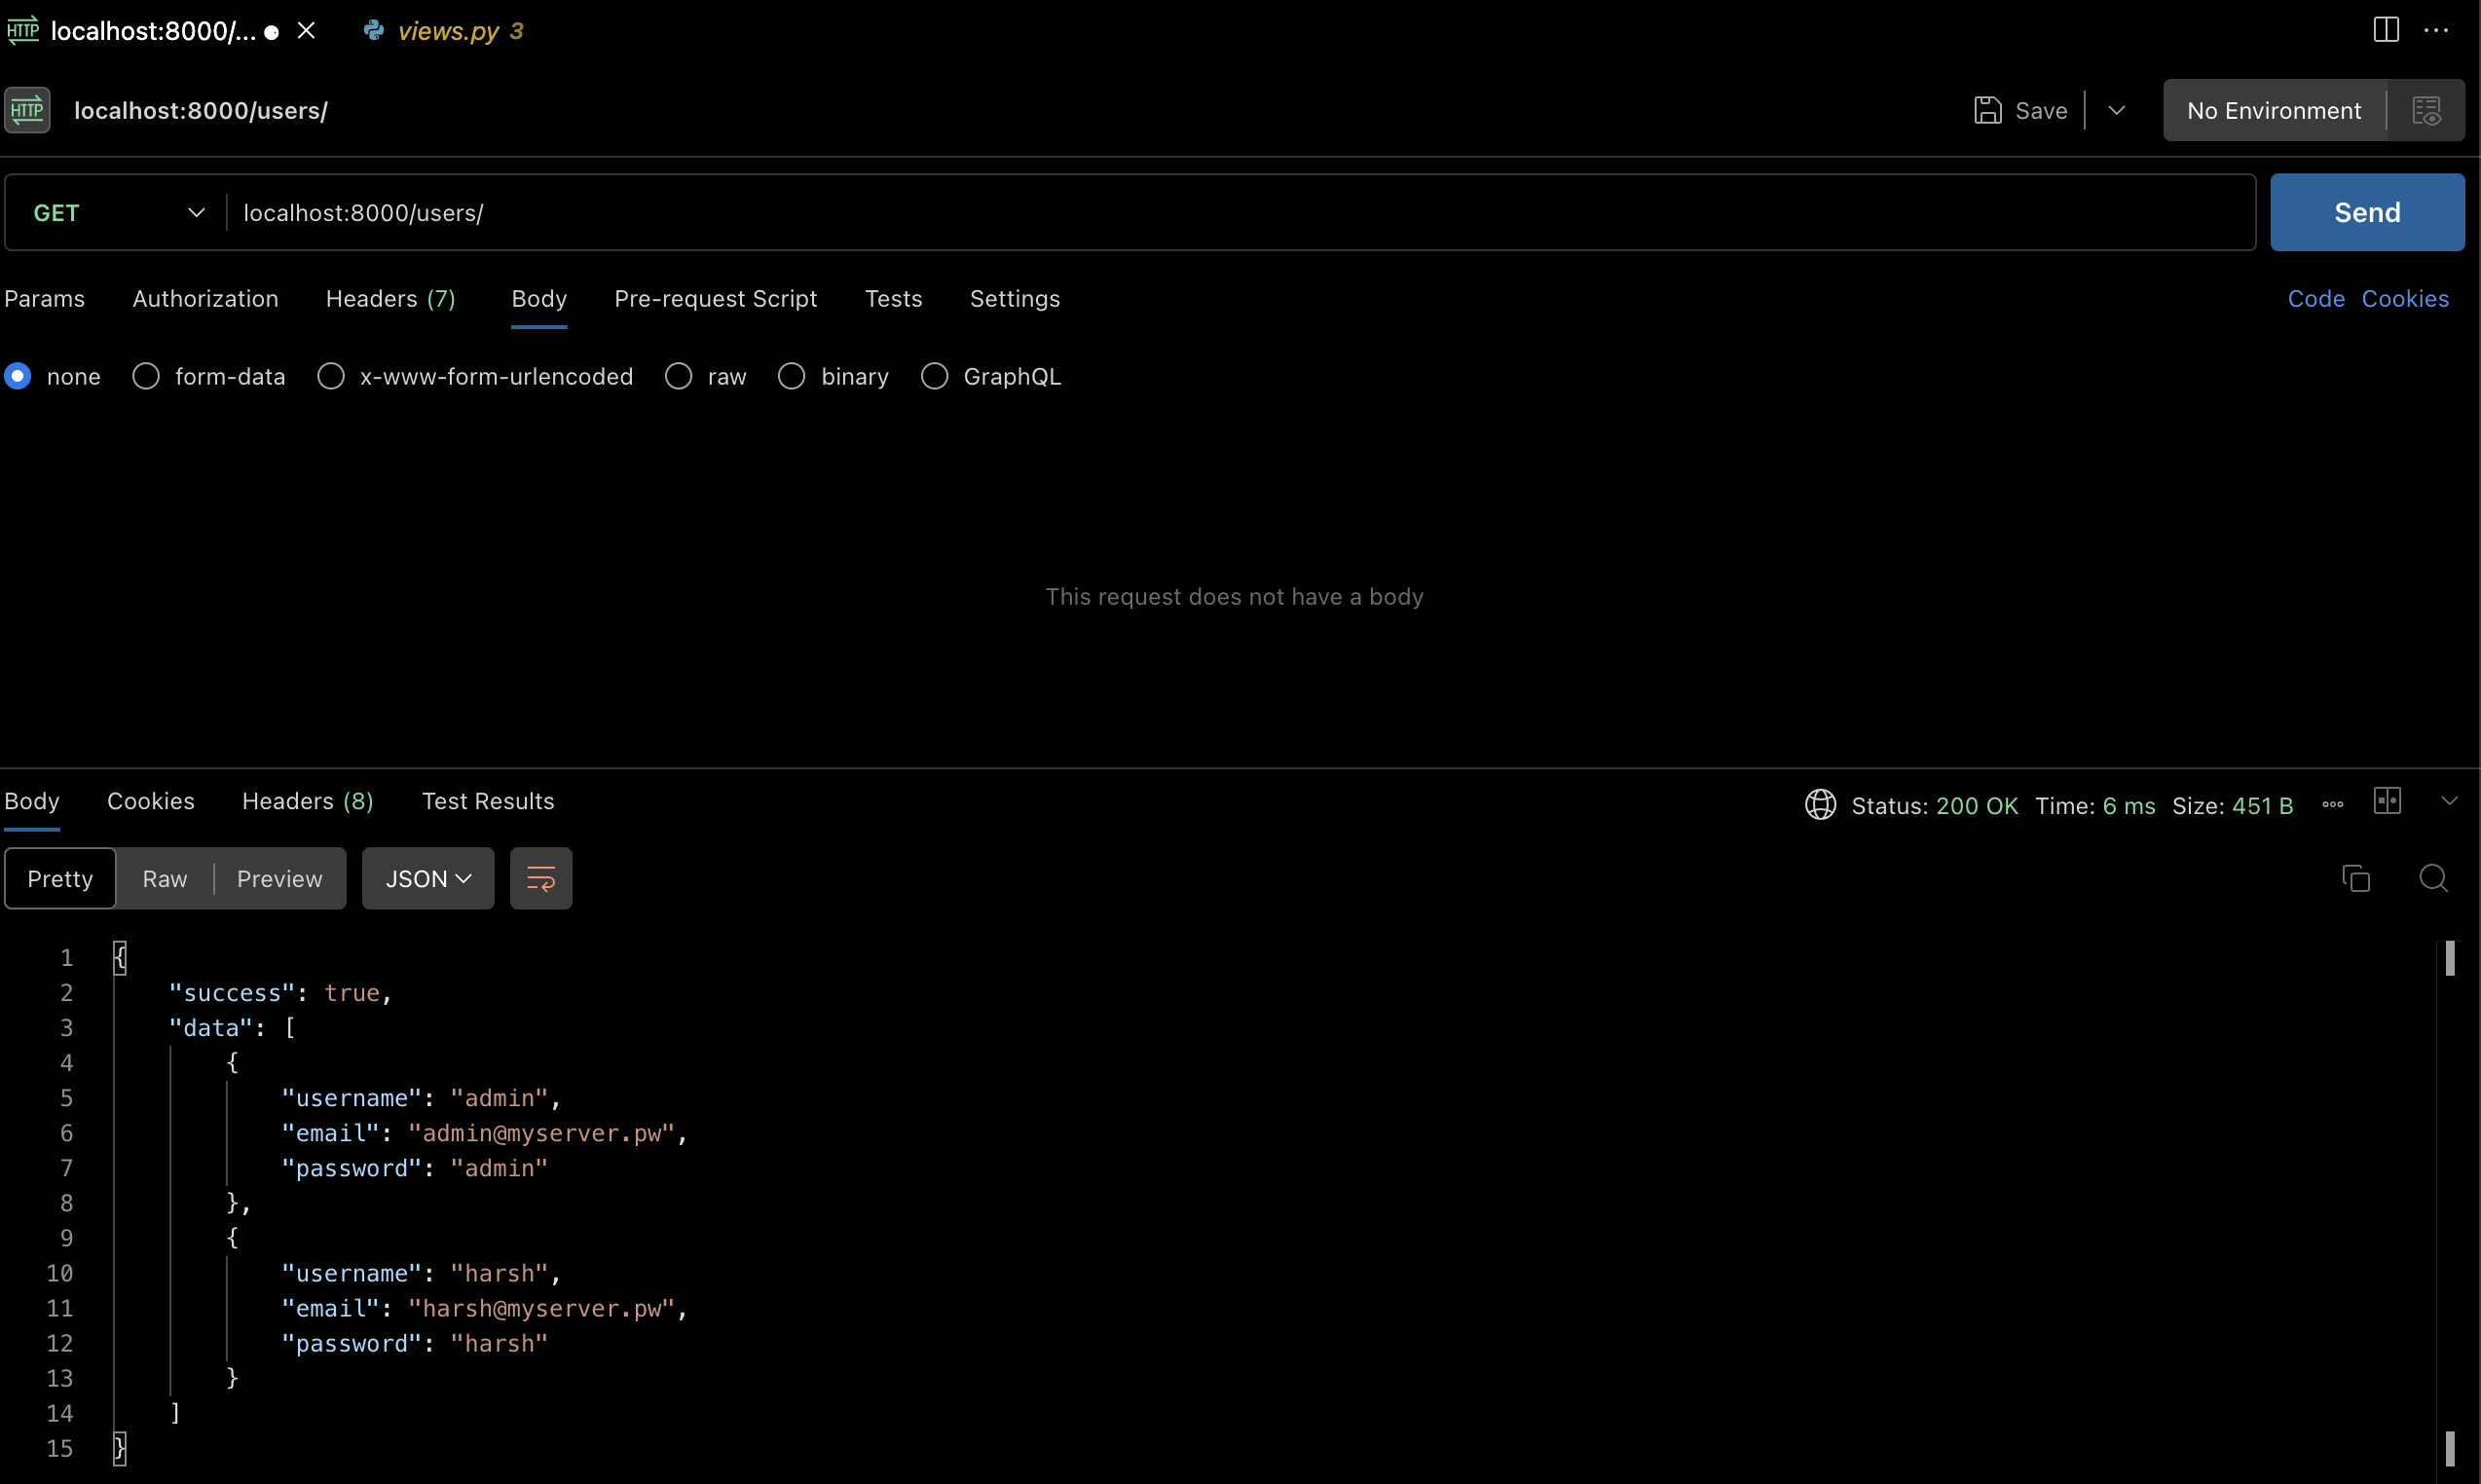 HTTP localhost:8000/... views.py 3
HTTP localhost:8000/users/ Save No Environment
GET localhost:8000/users/ Send
Params Authorization Headers (7) Body Pre-request Script Tests Settings Code Cookies
none form-data x-www-form-urlencoded raw binary GraphQL
This request does not have a body
Body Cookies Headers (8) Test Results Status: 200 OK Time: 6 ms Size: 451 B
Pretty Raw Preview JSON
1 {
2 "success": true,
3 "data": [
4 {
5 "username": "admin",
6 "email": "admin@myserver.pw",
7 "password": "admin"
8 },
9 {
10 "username": "harsh",
11 "email": "harsh@myserver.pw",
12 "password": "harsh"
13 }
14 ]
15 }